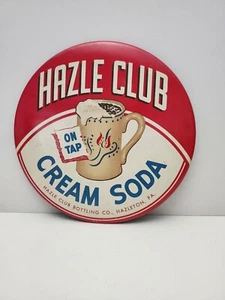 HAZLE CLUB
ON
TAP
CREAM SODA
HAZLE CLUB BOTTLING CO., HAZLETON, PA.